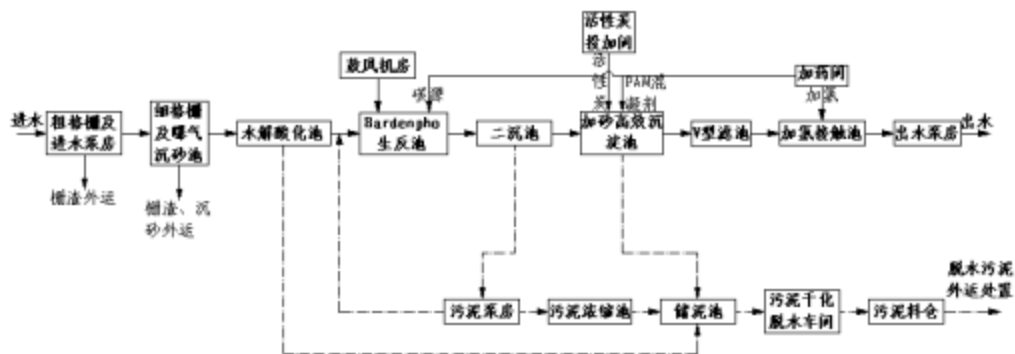 活性炭
投加间
鼓风机房
活
性
炭
PAM混
凝剂
加药间
碳源
加氯
进水
粗格栅及
进水泵房
细格栅
及曝气
沉砂池
水解酸化池
Bardenpho
生反池
二沉池
加砂高效沉
淀池
V型滤池
加氯接触池
出水泵房
出水
栅渣外运
栅渣、沉
砂外运
污泥泵房
污泥浓缩池
储泥池
污泥干化
脱水车间
污泥料仓
脱水污泥
外运处置